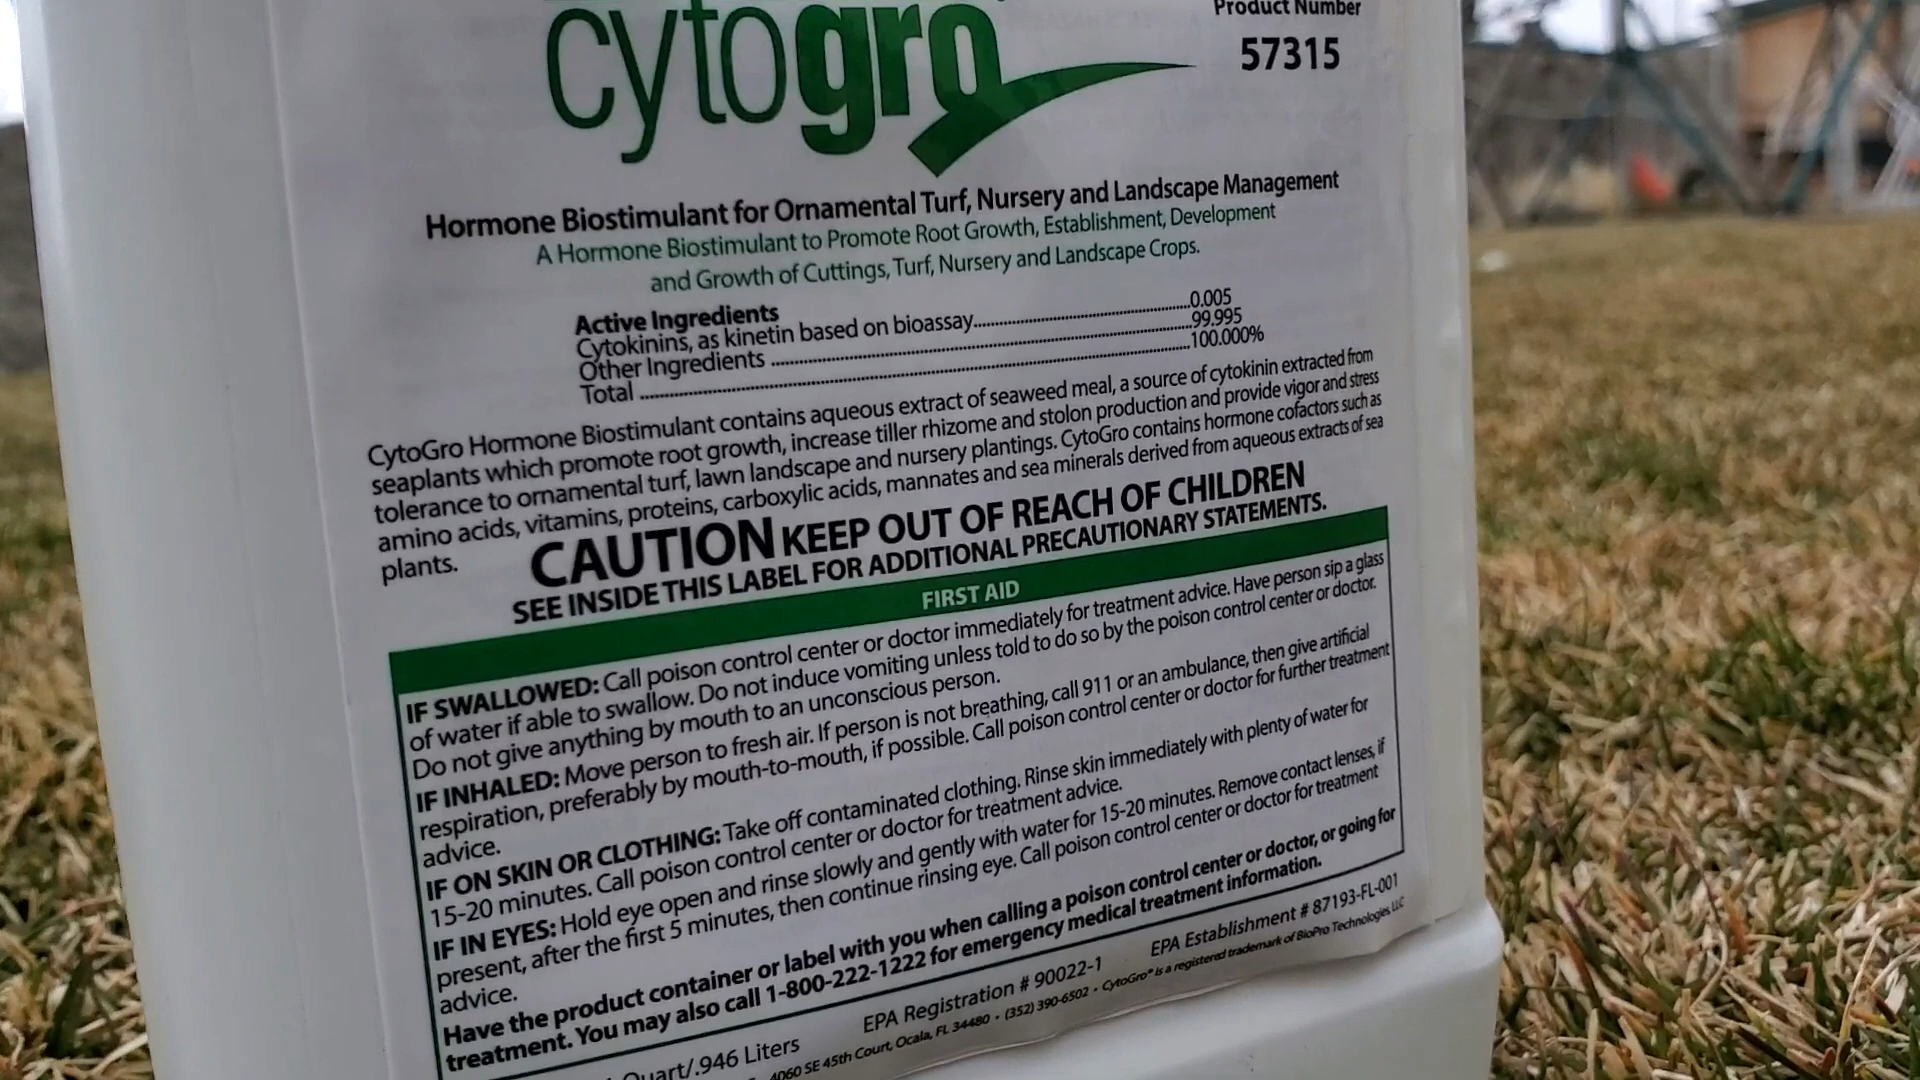 cytogro
Product Number
57315
Hormone Biostimulant for Ornamental Turf, Nursery and Landscape Management
A Hormone Biostimulant to Promote Root Growth, Establishment, Development
and Growth of Cuttings, Turf, Nursery and Landscape Crops.
Active Ingredients
Cytokinins, as kinetin based on bioassay..........0.005
Other Ingredients ..........99.995
Total ..........100.000%
CytoGro Hormone Biostimulant contains aqueous extract of seaweed meal, a source of cytokinin extracted from
seaplants which promote root growth, increase tiller rhizome and stolon production and provide vigor and stress
tolerance to ornamental turf, lawn landscape and nursery plantings. CytoGro contains hormone cofactors such as
amino acids, vitamins, proteins, carboxylic acids, mannates and sea minerals derived from aqueous extracts of sea
plants.
CAUTION KEEP OUT OF REACH OF CHILDREN
SEE INSIDE THIS LABEL FOR ADDITIONAL PRECAUTIONARY STATEMENTS.
FIRST AID
IF SWALLOWED: Call poison control center or doctor immediately for treatment advice. Have person sip a glass
of water if able to swallow. Do not induce vomiting unless told to do so by the poison control center or doctor.
Do not give anything by mouth to an unconscious person.
IF INHALED: Move person to fresh air. If person is not breathing, call 911 or an ambulance, then give artificial
respiration, preferably by mouth-to-mouth, if possible. Call poison control center or doctor for further treatment
advice.
IF ON SKIN OR CLOTHING: Take off contaminated clothing. Rinse skin immediately with plenty of water for
15-20 minutes. Call poison control center or doctor for treatment advice.
IF IN EYES: Hold eye open and rinse slowly and gently with water for 15-20 minutes. Remove contact lenses, if
present, after the first 5 minutes, then continue rinsing eye. Call poison control center or doctor for treatment
advice.
Have the product container or label with you when calling a poison control center or doctor, or going for
treatment. You may also call 1-800-222-1222 for emergency medical treatment information.
Quart/.946 Liters EPA Registration # 90022-1 EPA Establishment # 87193-FL-001
4060 SE 45th Court, Ocala, FL 34480 • (352) 390-6502 • CytoGro® is a registered trademark of BioPro Technologies, LLC